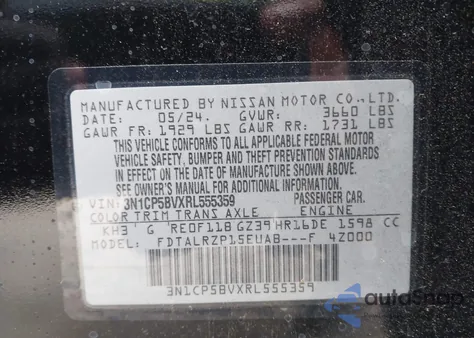 MANUFACTURED BY NISSAN MOTOR CO.,LTD.
DATE: 05/24. GVWR: 3660 LBS
GAWR FR: 1929 LBS GAWR RR: 1731 LBS
THIS VEHICLE CONFORMS TO ALL APPLICABLE FEDERAL MOTOR
VEHICLE SAFETY, BUMPER AND THEFT PREVENTION STANDARDS IN
EFFECT ON THE DATE OF MANUFACTURE SHOWN ABOVE.
SEE OWNER'S MANUAL FOR ADDITIONAL INFORMATION.
VIN: 3N1CP5BVXRL555359 PASSENGER CAR.
COLOR TRIM TRANS AXLE ENGINE
KH3 G RE0F11B GZ39 HR16DE 1598 CC
FDTALRZP15EUAB---F 4Z000
3N1CP5BVXRL555359
autoSnap